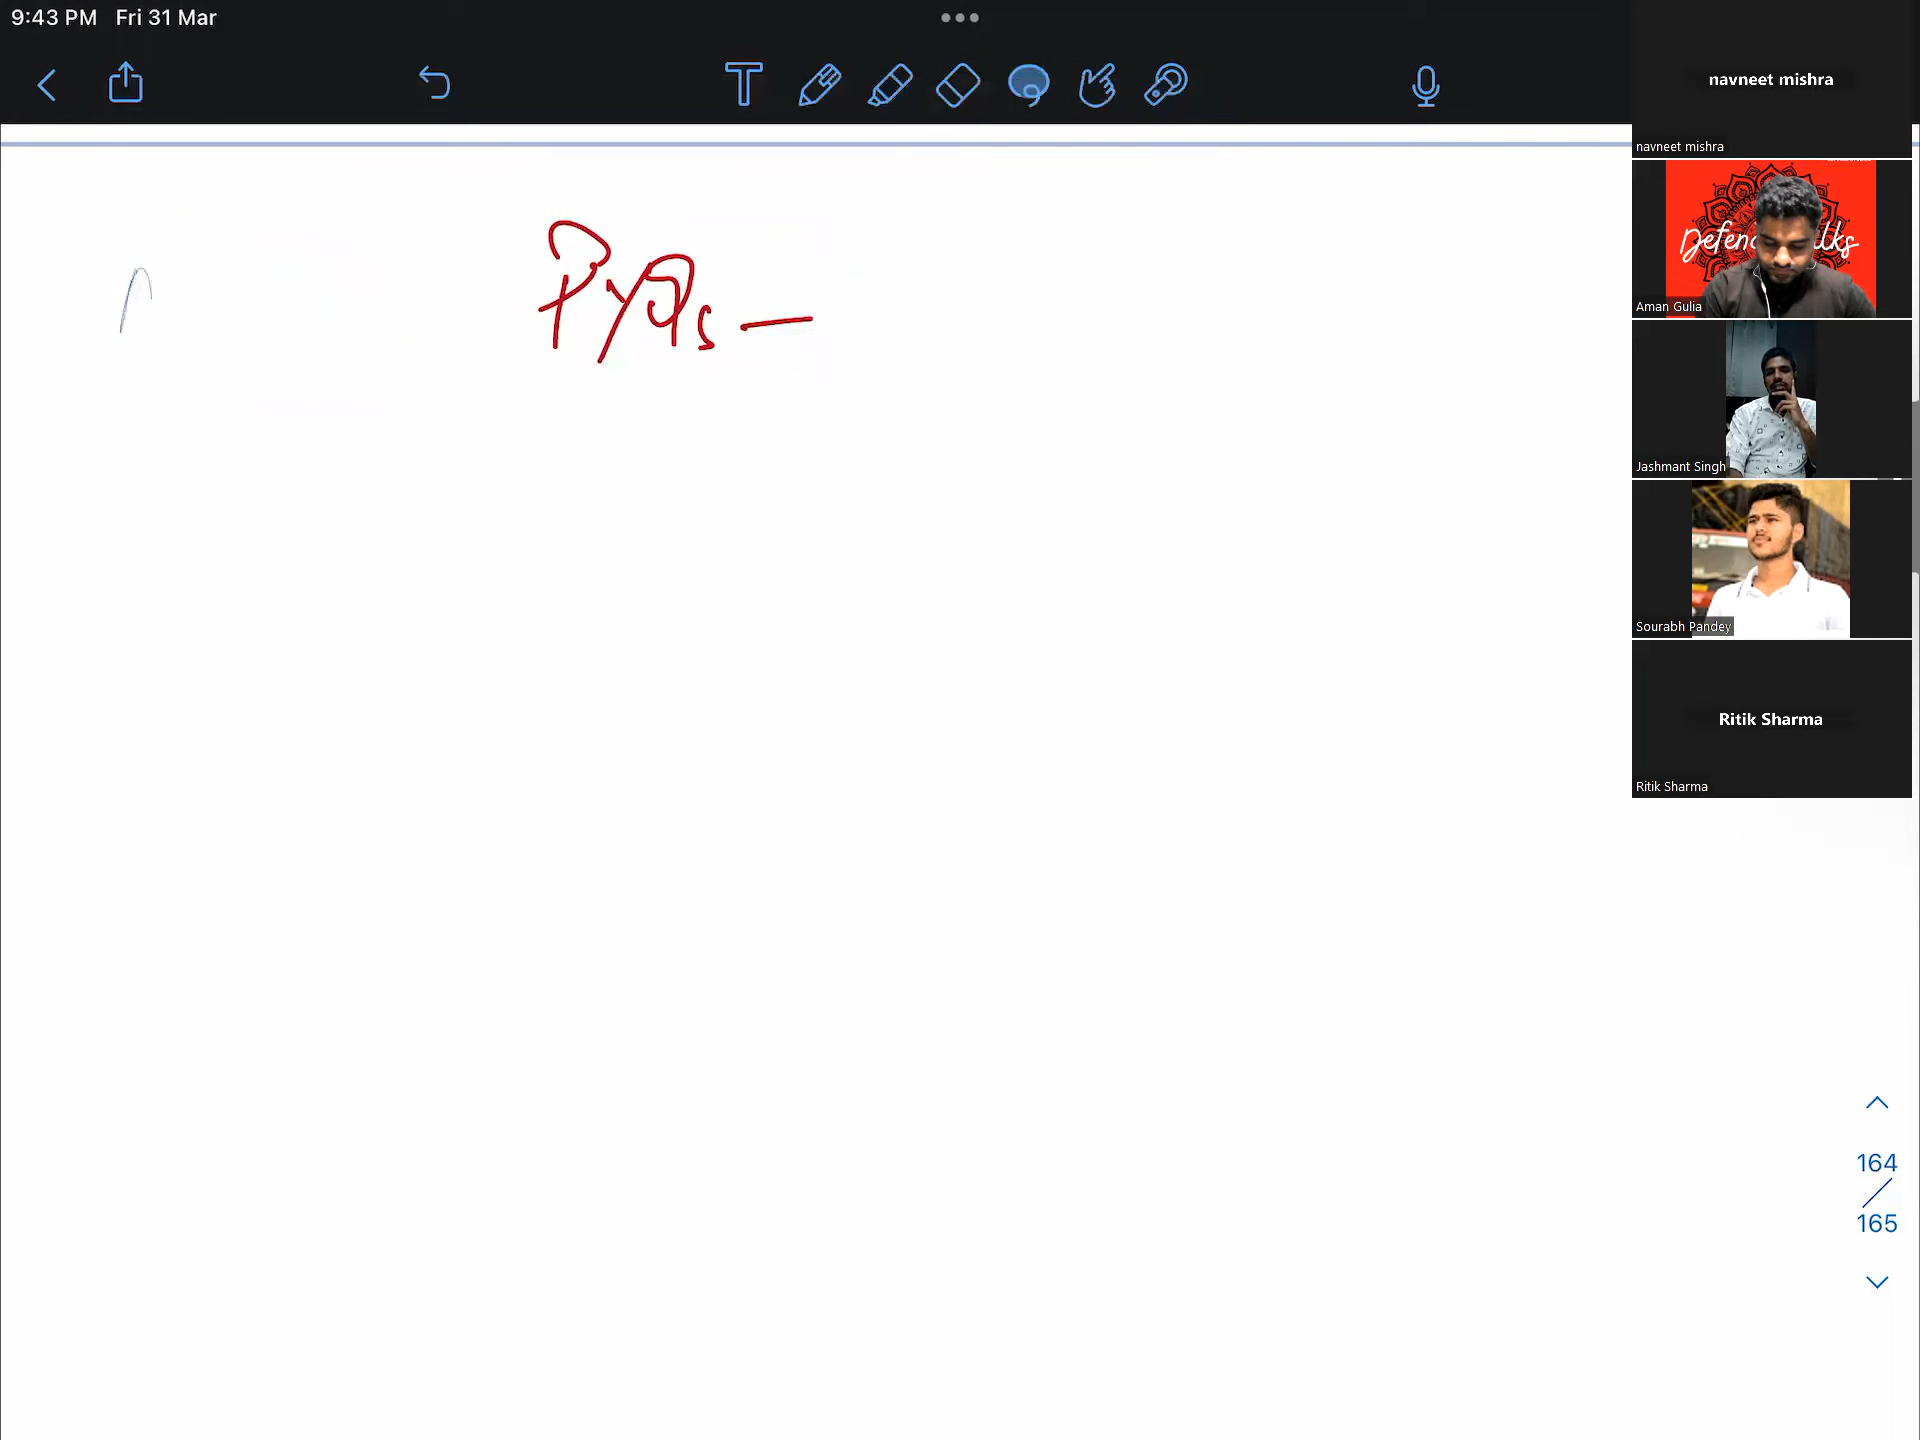 9:43 PM Fri 31 Mar
T
navneet mishra
navneet mishra
Aman Gulia
Jashmant Singh
Sourabh Pandey
Ritik Sharma
Ritik Sharma
PYQs —
164
/
165